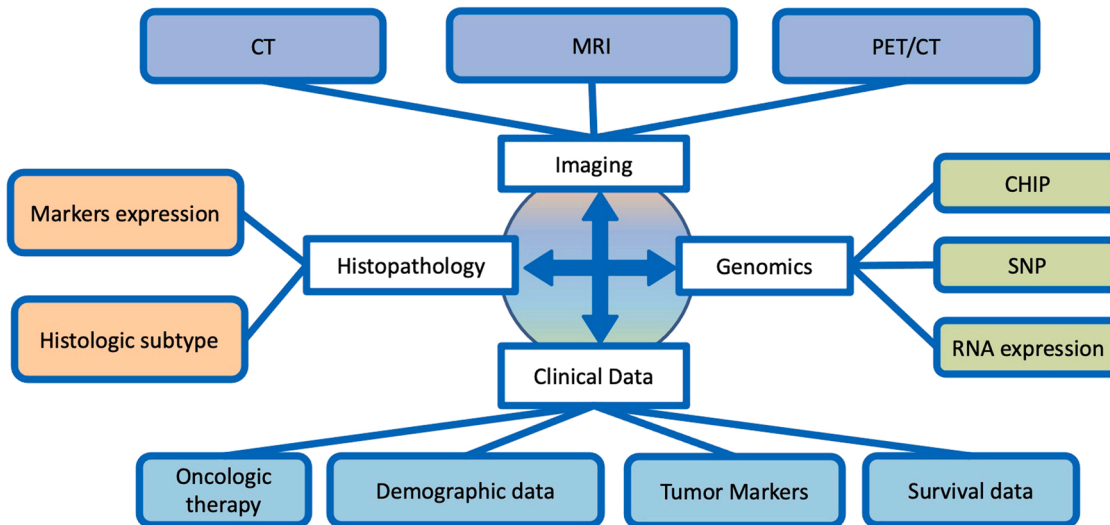 CT
MRI
PET/CT
Imaging
Markers expression
CHIP
Histopathology
Genomics
SNP
Histologic subtype
RNA expression
Clinical Data
Oncologic
therapy
Demographic data
Tumor Markers
Survival data